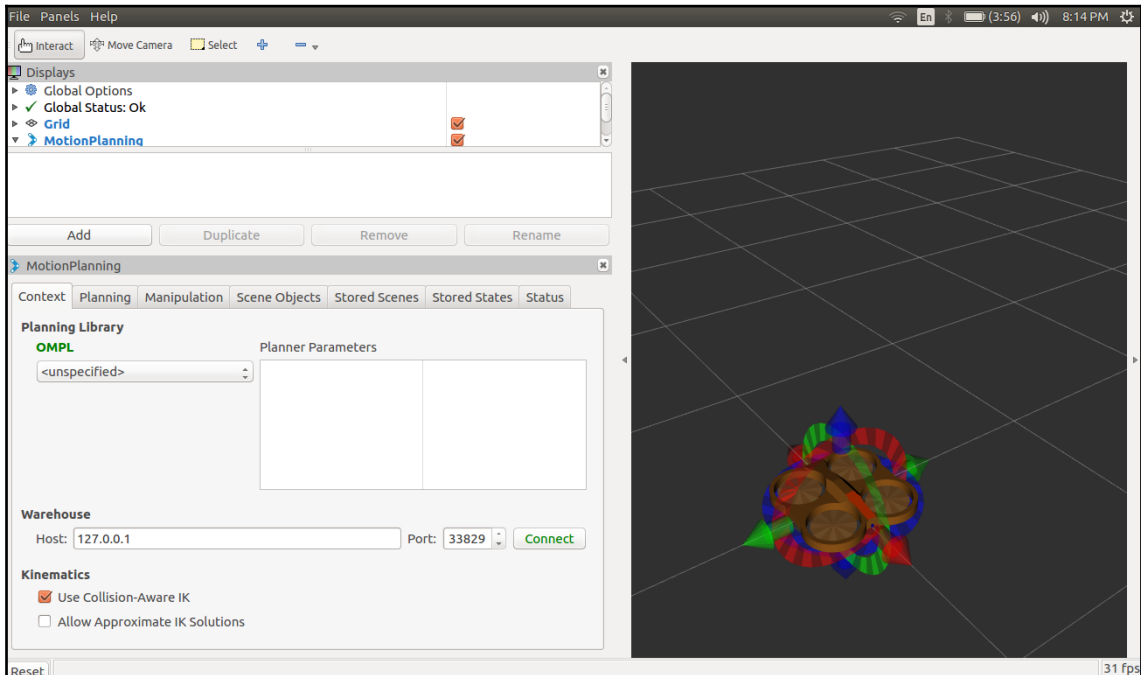 File Panels Help En (3:56) 8:14 PM
Interact Move Camera Select
Displays
Global Options
Global Status: Ok
Grid
MotionPlanning
Add Duplicate Remove Rename
MotionPlanning
Context Planning Manipulation Scene Objects Stored Scenes Stored States Status
Planning Library
OMPL Planner Parameters
<unspecified>
Warehouse
Host: 127.0.0.1 Port: 33829 Connect
Kinematics
Use Collision-Aware IK
Allow Approximate IK Solutions
Reset 31 fps